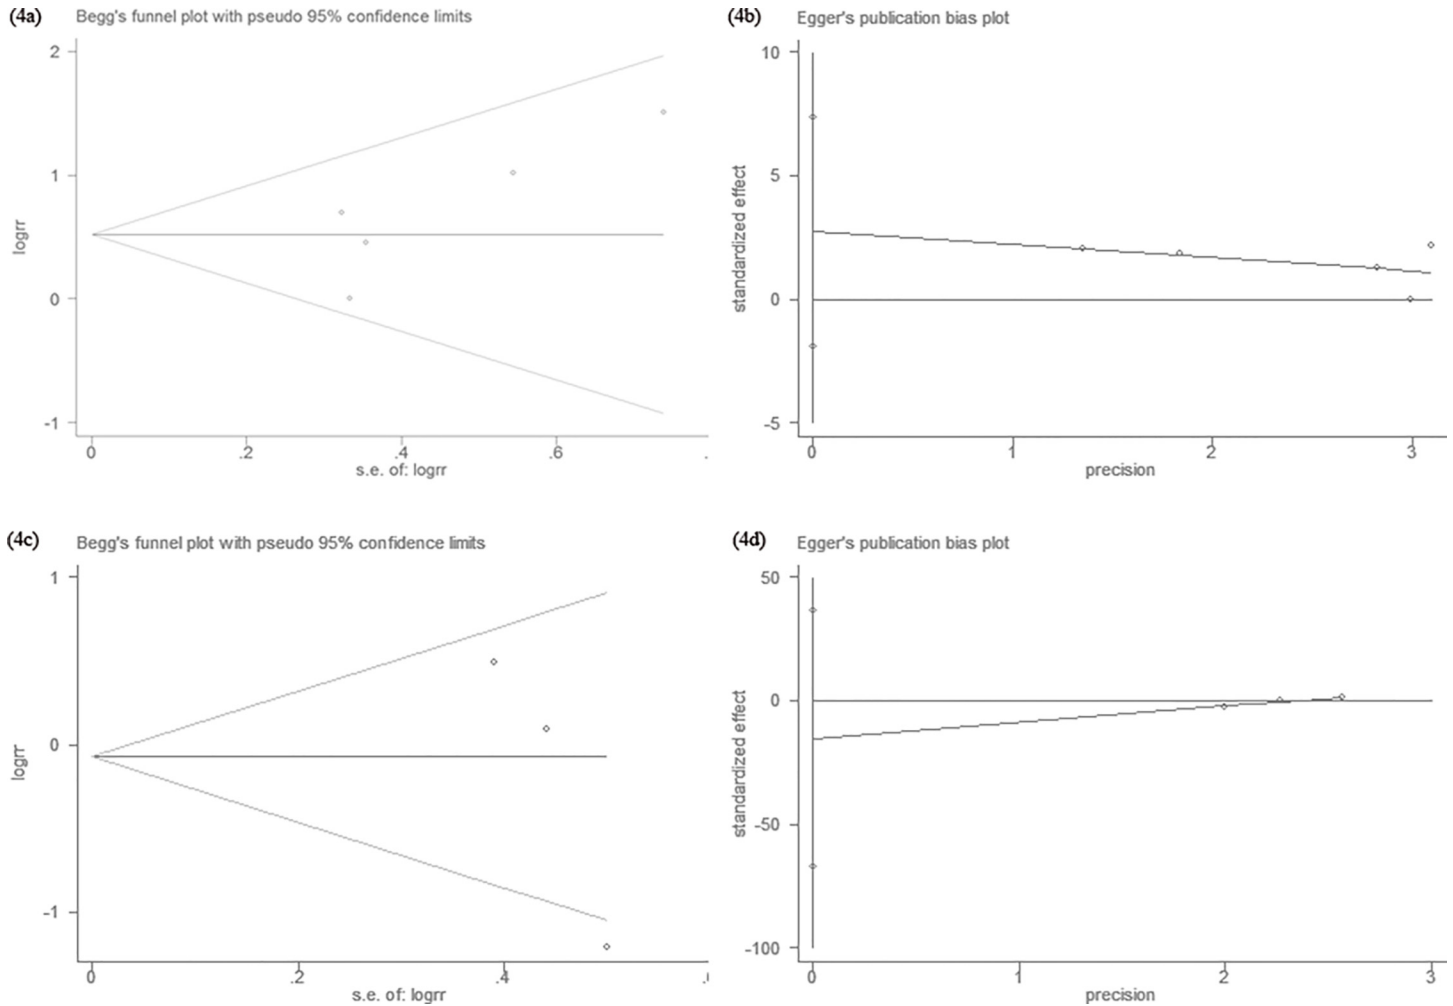 (4a) Begg's funnel plot with pseudo 95% confidence limits
2
1
0
-1
logrr
0 .2 .4 .6 .
s.e. of: logrr
(4b) Egger's publication bias plot
10
5
0
-5
standardized effect
0 1 2 3
precision
(4c) Begg's funnel plot with pseudo 95% confidence limits
1
0
-1
logrr
0 .2 .4
s.e. of: logrr
(4d) Egger's publication bias plot
50
0
-50
-100
standardized effect
0 1 2 3
precision